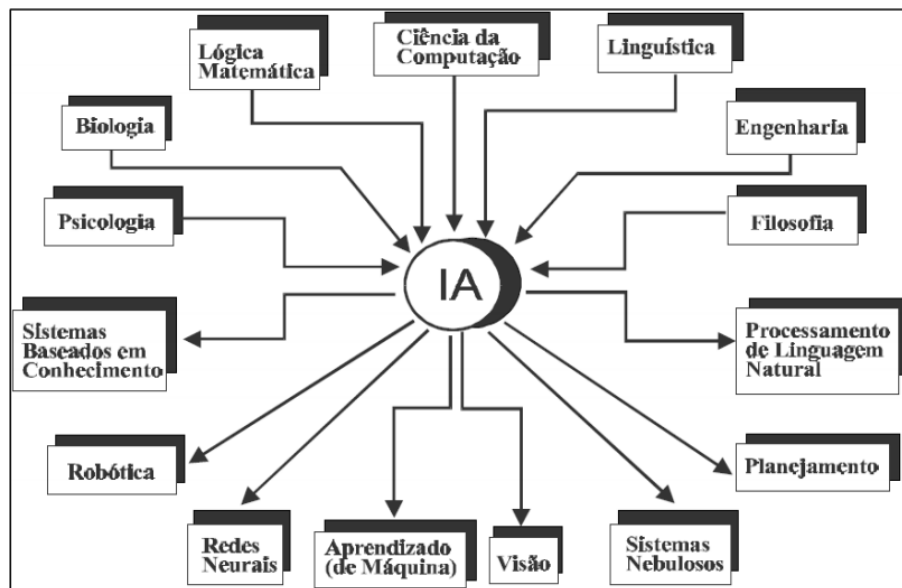 Lógica
Matemática
Ciência da
Computação
Linguística
Biologia
Engenharia
Psicologia
Filosofia
IA
Sistemas
Baseados em
Conhecimento
Processamento
de Linguagem
Natural
Robótica
Planejamento
Redes
Neurais
Aprendizado
(de Máquina)
Visão
Sistemas
Nebulosos